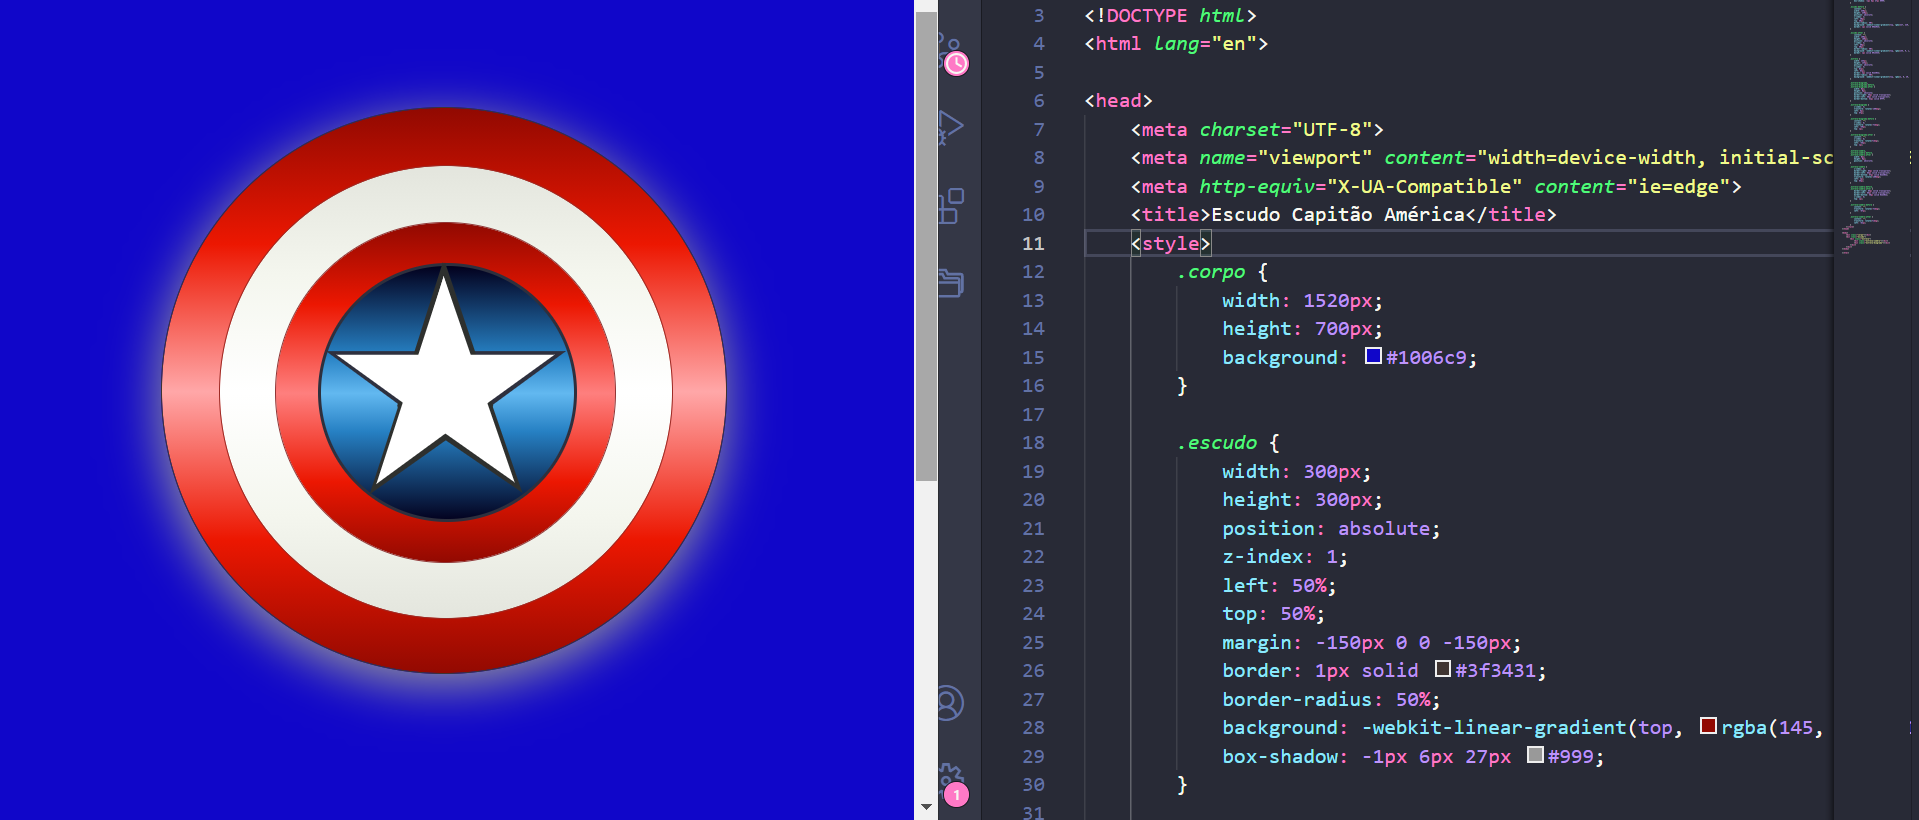 3 <!DOCTYPE html>
4 <html lang="en">
5
6 <head>
7 <meta charset="UTF-8">
8 <meta name="viewport" content="width=device-width, initial-sc
9 <meta http-equiv="X-UA-Compatible" content="ie=edge">
10 <title>Escudo Capitão América</title>
11 <style>
12 .corpo {
13 width: 1520px;
14 height: 700px;
15 background: #1006c9;
16 }
17
18 .escudo {
19 width: 300px;
20 height: 300px;
21 position: absolute;
22 z-index: 1;
23 left: 50%;
24 top: 50%;
25 margin: -150px 0 0 -150px;
26 border: 1px solid #3f3431;
27 border-radius: 50%;
28 background: -webkit-linear-gradient(top, rgba(145,
29 box-shadow: -1px 6px 27px #999;
30 }
31
1